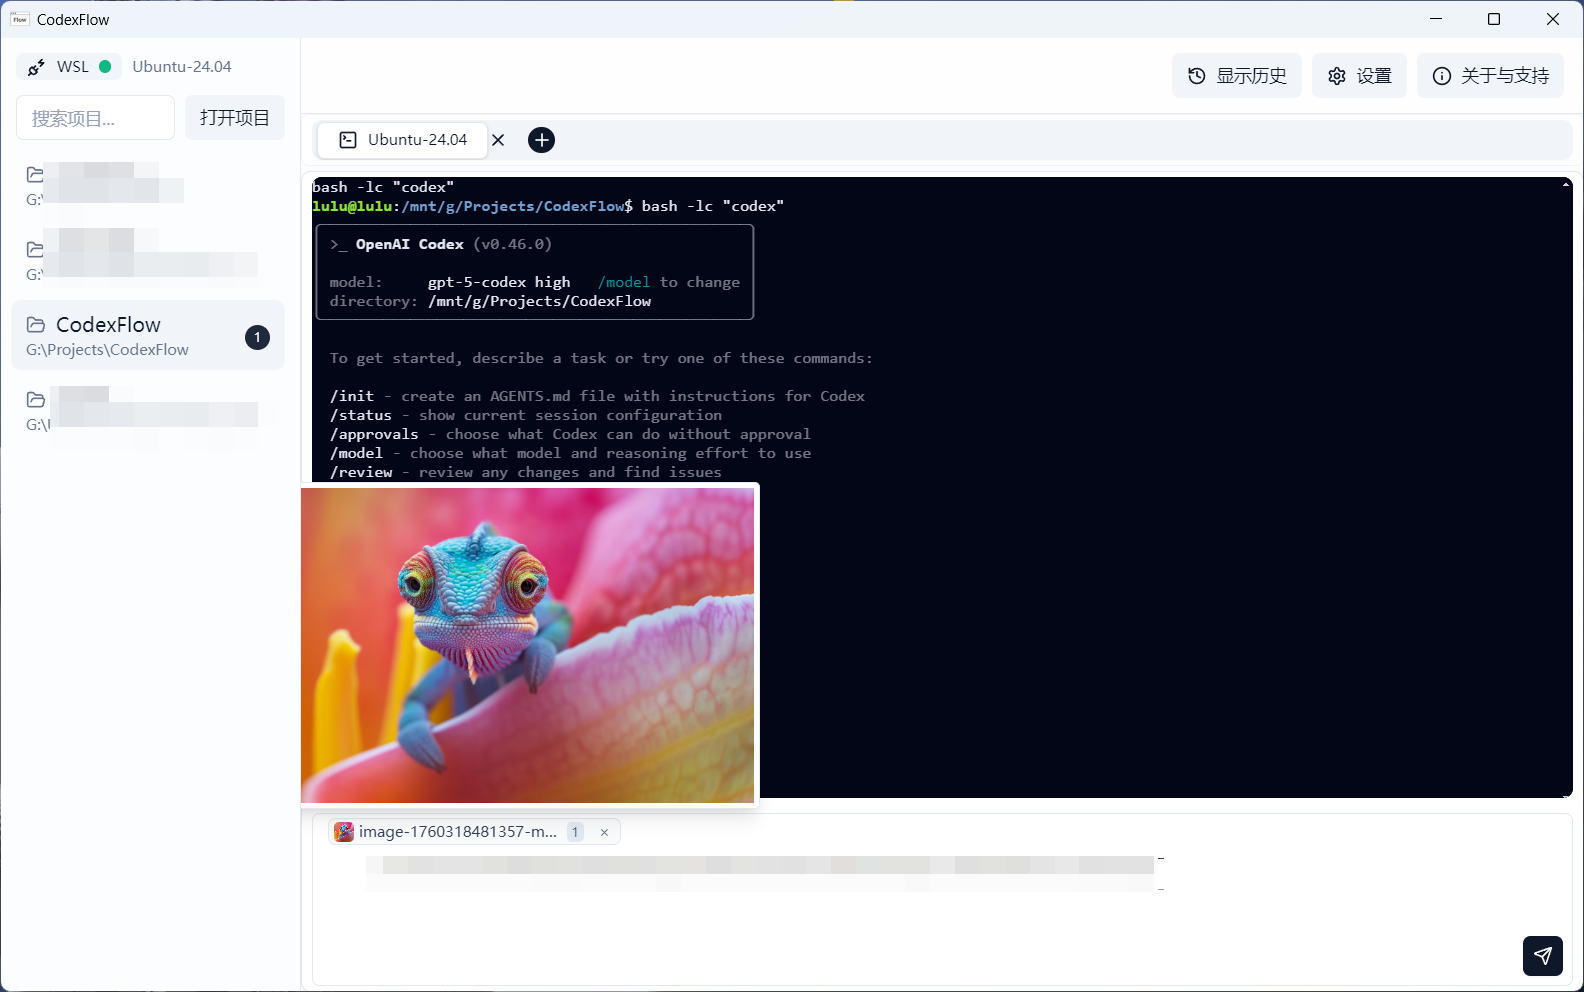 Flow CodexFlow
WSL Ubuntu-24.04
显示历史 设置 关于与支持
搜索项目... 打开项目
G:\
G:\
CodexFlow
G:\Projects\CodexFlow
1
G:\
Ubuntu-24.04
bash -lc "codex"
lulu@lulu:/mnt/g/Projects/CodexFlow$ bash -lc "codex"
>_ OpenAI Codex (v0.46.0)
model: gpt-5-codex high /model to change
directory: /mnt/g/Projects/CodexFlow
To get started, describe a task or try one of these commands:
/init - create an AGENTS.md file with instructions for Codex
/status - show current session configuration
/approvals - choose what Codex can do without approval
/model - choose what model and reasoning effort to use
/review - review any changes and find issues
image-1760318481357-m... 1 ×